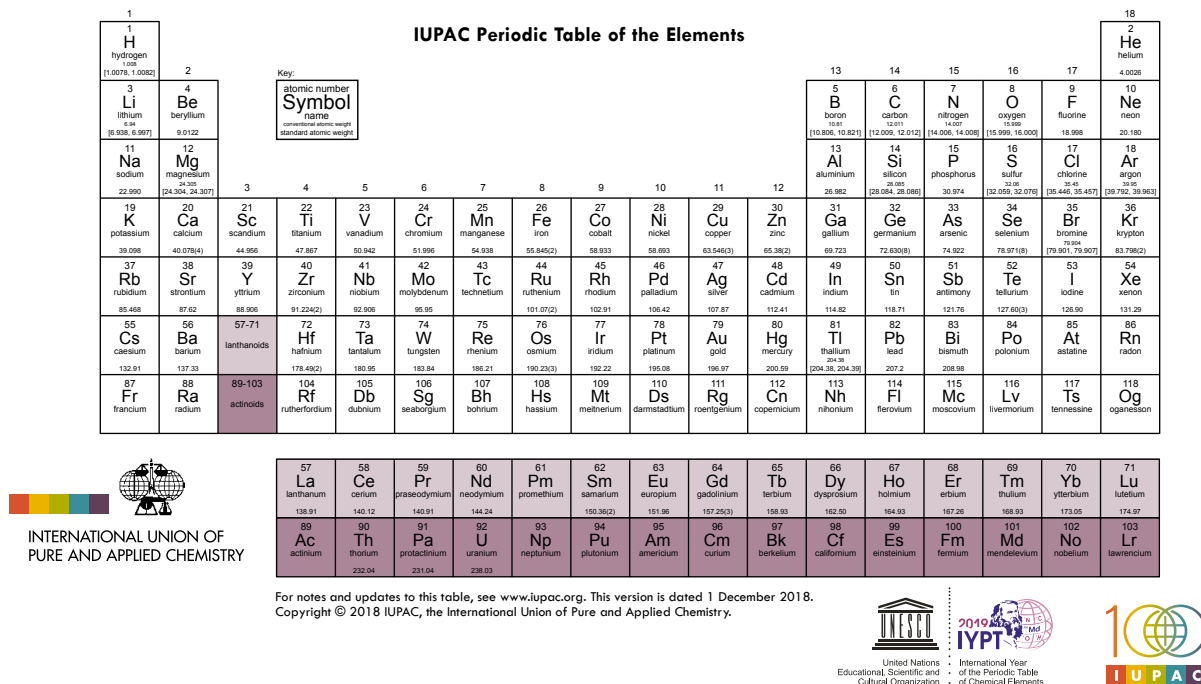 IUPAC Periodic Table of the Elements
1 18
1 2
H He
hydrogen helium
1.008
[1.0078, 1.0082] 2 13 14 15 16 17 4.0026
Key:
atomic number
Symbol
name
conventional atomic weight
standard atomic weight
3 4 5 6 7 8 9 10
Li Be B C N O F Ne
lithium beryllium boron carbon nitrogen oxygen fluorine neon
6.94 10.81 12.011 14.007 15.999
[6.938, 6.997] 9.0122 [10.806, 10.821] [12.009, 12.012] [14.006, 14.008] [15.999, 16.000] 18.998 20.180
11 12 13 14 15 16 17 18
Na Mg Al Si P S Cl Ar
sodium magnesium aluminium silicon phosphorus sulfur chlorine argon
24.305 28.085 32.06 35.45 39.95
22.990 [24.304, 24.307] 26.982 [28.084, 28.086] 30.974 [32.059, 32.076] [35.446, 35.457] [39.792, 39.963]
3 4 5 6 7 8 9 10 11 12
19 20 21 22 23 24 25 26 27 28 29 30 31 32 33 34 35 36
K Ca Sc Ti V Cr Mn Fe Co Ni Cu Zn Ga Ge As Se Br Kr
potassium calcium scandium titanium vanadium chromium manganese iron cobalt nickel copper zinc gallium germanium arsenic selenium bromine krypton
79.904
39.098 40.078(4) 44.956 47.867 50.942 51.996 54.938 55.845(2) 58.933 58.693 63.546(3) 65.38(2) 69.723 72.630(8) 74.922 78.971(8) [79.901, 79.907] 83.798(2)
37 38 39 40 41 42 43 44 45 46 47 48 49 50 51 52 53 54
Rb Sr Y Zr Nb Mo Tc Ru Rh Pd Ag Cd In Sn Sb Te I Xe
rubidium strontium yttrium zirconium niobium molybdenum technetium ruthenium rhodium palladium silver cadmium indium tin antimony tellurium iodine xenon
85.468 87.62 88.906 91.224(2) 92.906 95.95 101.07(2) 102.91 106.42 107.87 112.41 114.82 118.71 121.76 127.60(3) 126.90 131.29
55 56 57-71 72 73 74 75 76 77 78 79 80 81 82 83 84 85 86
Cs Ba Hf Ta W Re Os Ir Pt Au Hg Tl Pb Bi Po At Rn
caesium barium lanthanoids hafnium tantalum tungsten rhenium osmium iridium platinum gold mercury thallium lead bismuth polonium astatine radon
204.38
132.91 137.33 178.49(2) 180.95 183.84 186.21 190.23(3) 192.22 195.08 196.97 200.59 [204.38, 204.39] 207.2 208.98
87 88 89-103 104 105 106 107 108 109 110 111 112 113 114 115 116 117 118
Fr Ra Rf Db Sg Bh Hs Mt Ds Rg Cn Nh Fl Mc Lv Ts Og
francium radium actinoids rutherfordium dubnium seaborgium bohrium hassium meitnerium darmstadtium roentgenium copernicium nihonium flerovium moscovium livermorium tennessine oganesson
57 58 59 60 61 62 63 64 65 66 67 68 69 70 71
La Ce Pr Nd Pm Sm Eu Gd Tb Dy Ho Er Tm Yb Lu
lanthanum cerium praseodymium neodymium promethium samarium europium gadolinium terbium dysprosium holmium erbium thulium ytterbium lutetium
138.91 140.12 140.91 144.24 150.36(2) 151.96 157.25(3) 158.93 162.50 164.93 167.26 168.93 173.05 174.97
89 90 91 92 93 94 95 96 97 98 99 100 101 102 103
Ac Th Pa U Np Pu Am Cm Bk Cf Es Fm Md No Lr
actinium thorium protactinium uranium neptunium plutonium americium curium berkelium californium einsteinium fermium mendelevium nobelium lawrencium
232.04 231.04 238.03
INTERNATIONAL UNION OF
PURE AND APPLIED CHEMISTRY
For notes and updates to this table, see www.iupac.org. This version is dated 1 December 2018.
Copyright © 2018 IUPAC, the International Union of Pure and Applied Chemistry.
UNESCO
United Nations
Educational, Scientific and
Cultural Organization
2019
IYPT
N C
Md
O H
International Year
of the Periodic Table
of Chemical Elements
100
IUPAC